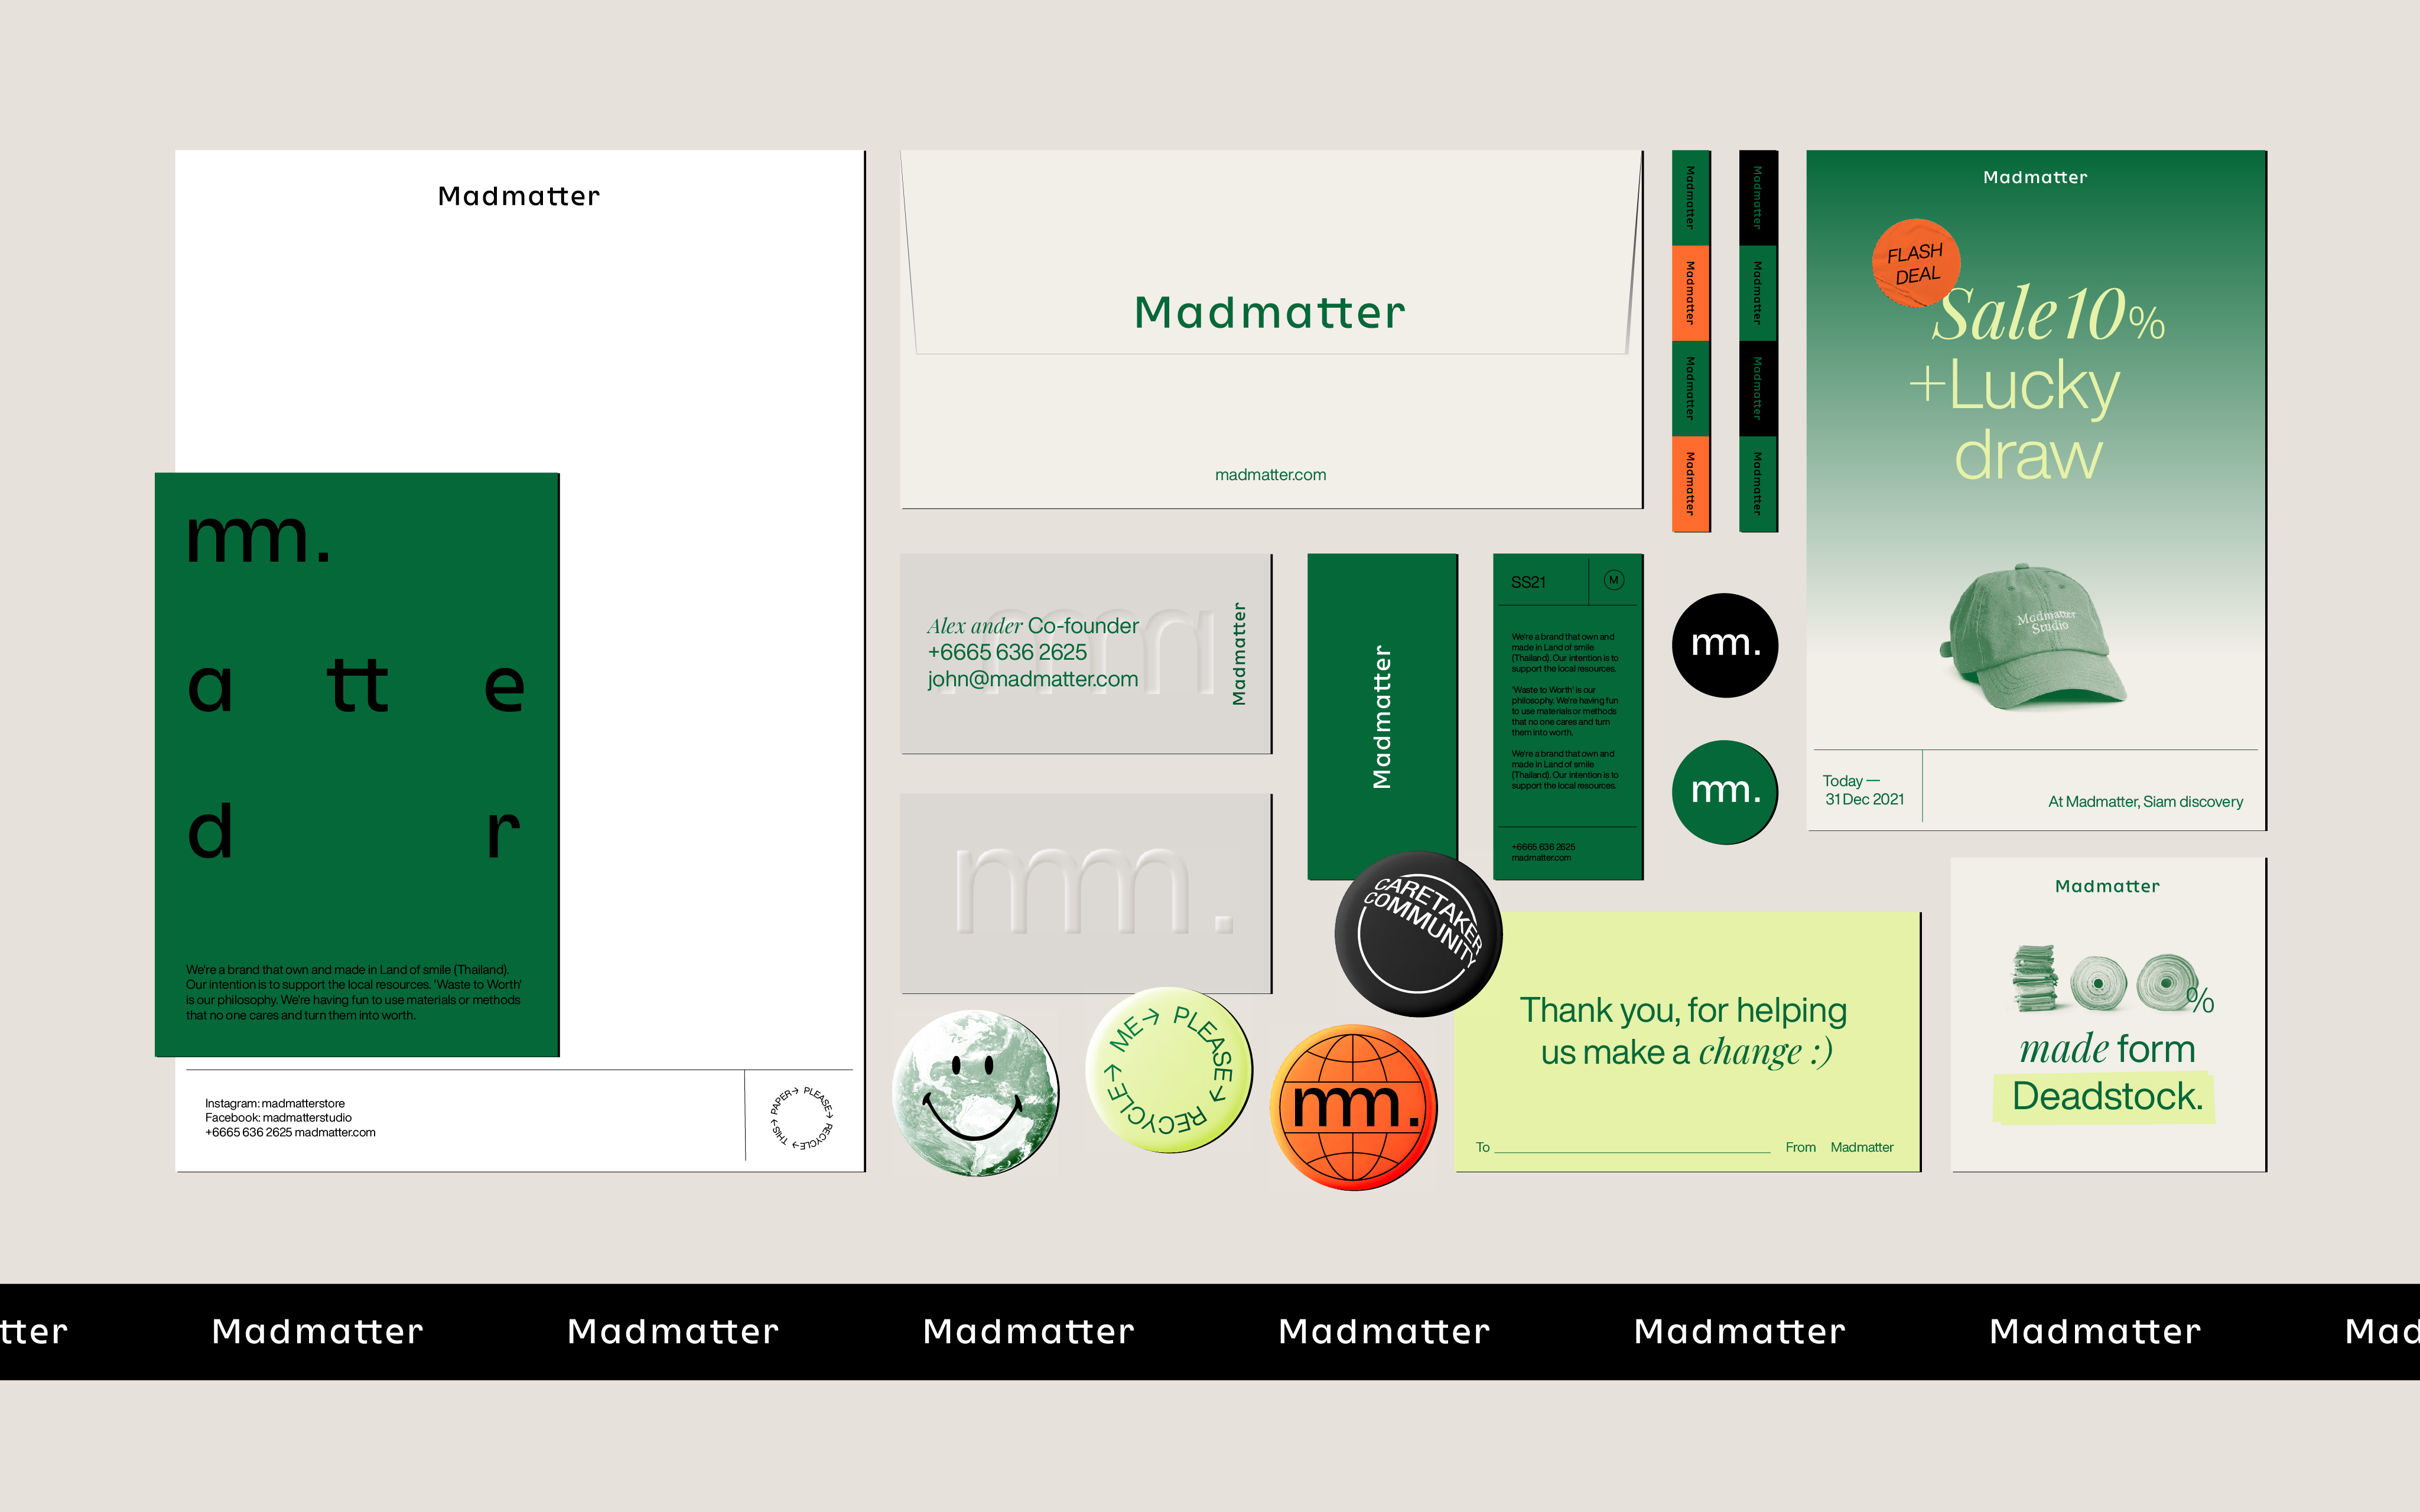 Madmatter
mm.
a tt e
d r
We're a brand that own and made in Land of smile (Thailand).
Our intention is to support the local resources. 'Waste to Worth'
is our philosophy. We're having fun to use materials or methods
that no one cares and turn them into worth.
Instagram: madmatterstore
Facebook: madmatterstudio
+6665 636 2625 madmatter.com
PLEASE→ RECYCLE→ THIS→ PAPER→
Madmatter
madmatter.com
Madmatter
Madmatter
Madmatter
Madmatter
Madmatter
Madmatter
Madmatter
Madmatter
Madmatter
FLASH
DEAL
Sale 10%
+Lucky
draw
Madmatter
Studio
Today —
31 Dec 2021
At Madmatter, Siam discovery
mm
Alex ander Co-founder
+6665 636 2625
john@madmatter.com
Madmatter
mm.
Madmatter
SS21
M
We're a brand that own and
made in Land of smile
(Thailand). Our intention is to
support the local resources.
'Waste to Worth' is our
philosophy. We're having fun
to use materials or methods
that no one cares and turn
them into worth.
We're a brand that own and
made in Land of smile
(Thailand). Our intention is to
support the local resources.
+6665 636 2625
madmatter.com
mm.
mm.
CARETAKER
COMMUNITY
PLEASE→ RECYCLE→ ME→
mm.
Thank you, for helping
us make a change :)
To
From Madmatter
Madmatter
%
made form
Deadstock.
tter Madmatter Madmatter Madmatter Madmatter Madmatter Madmatter Mad